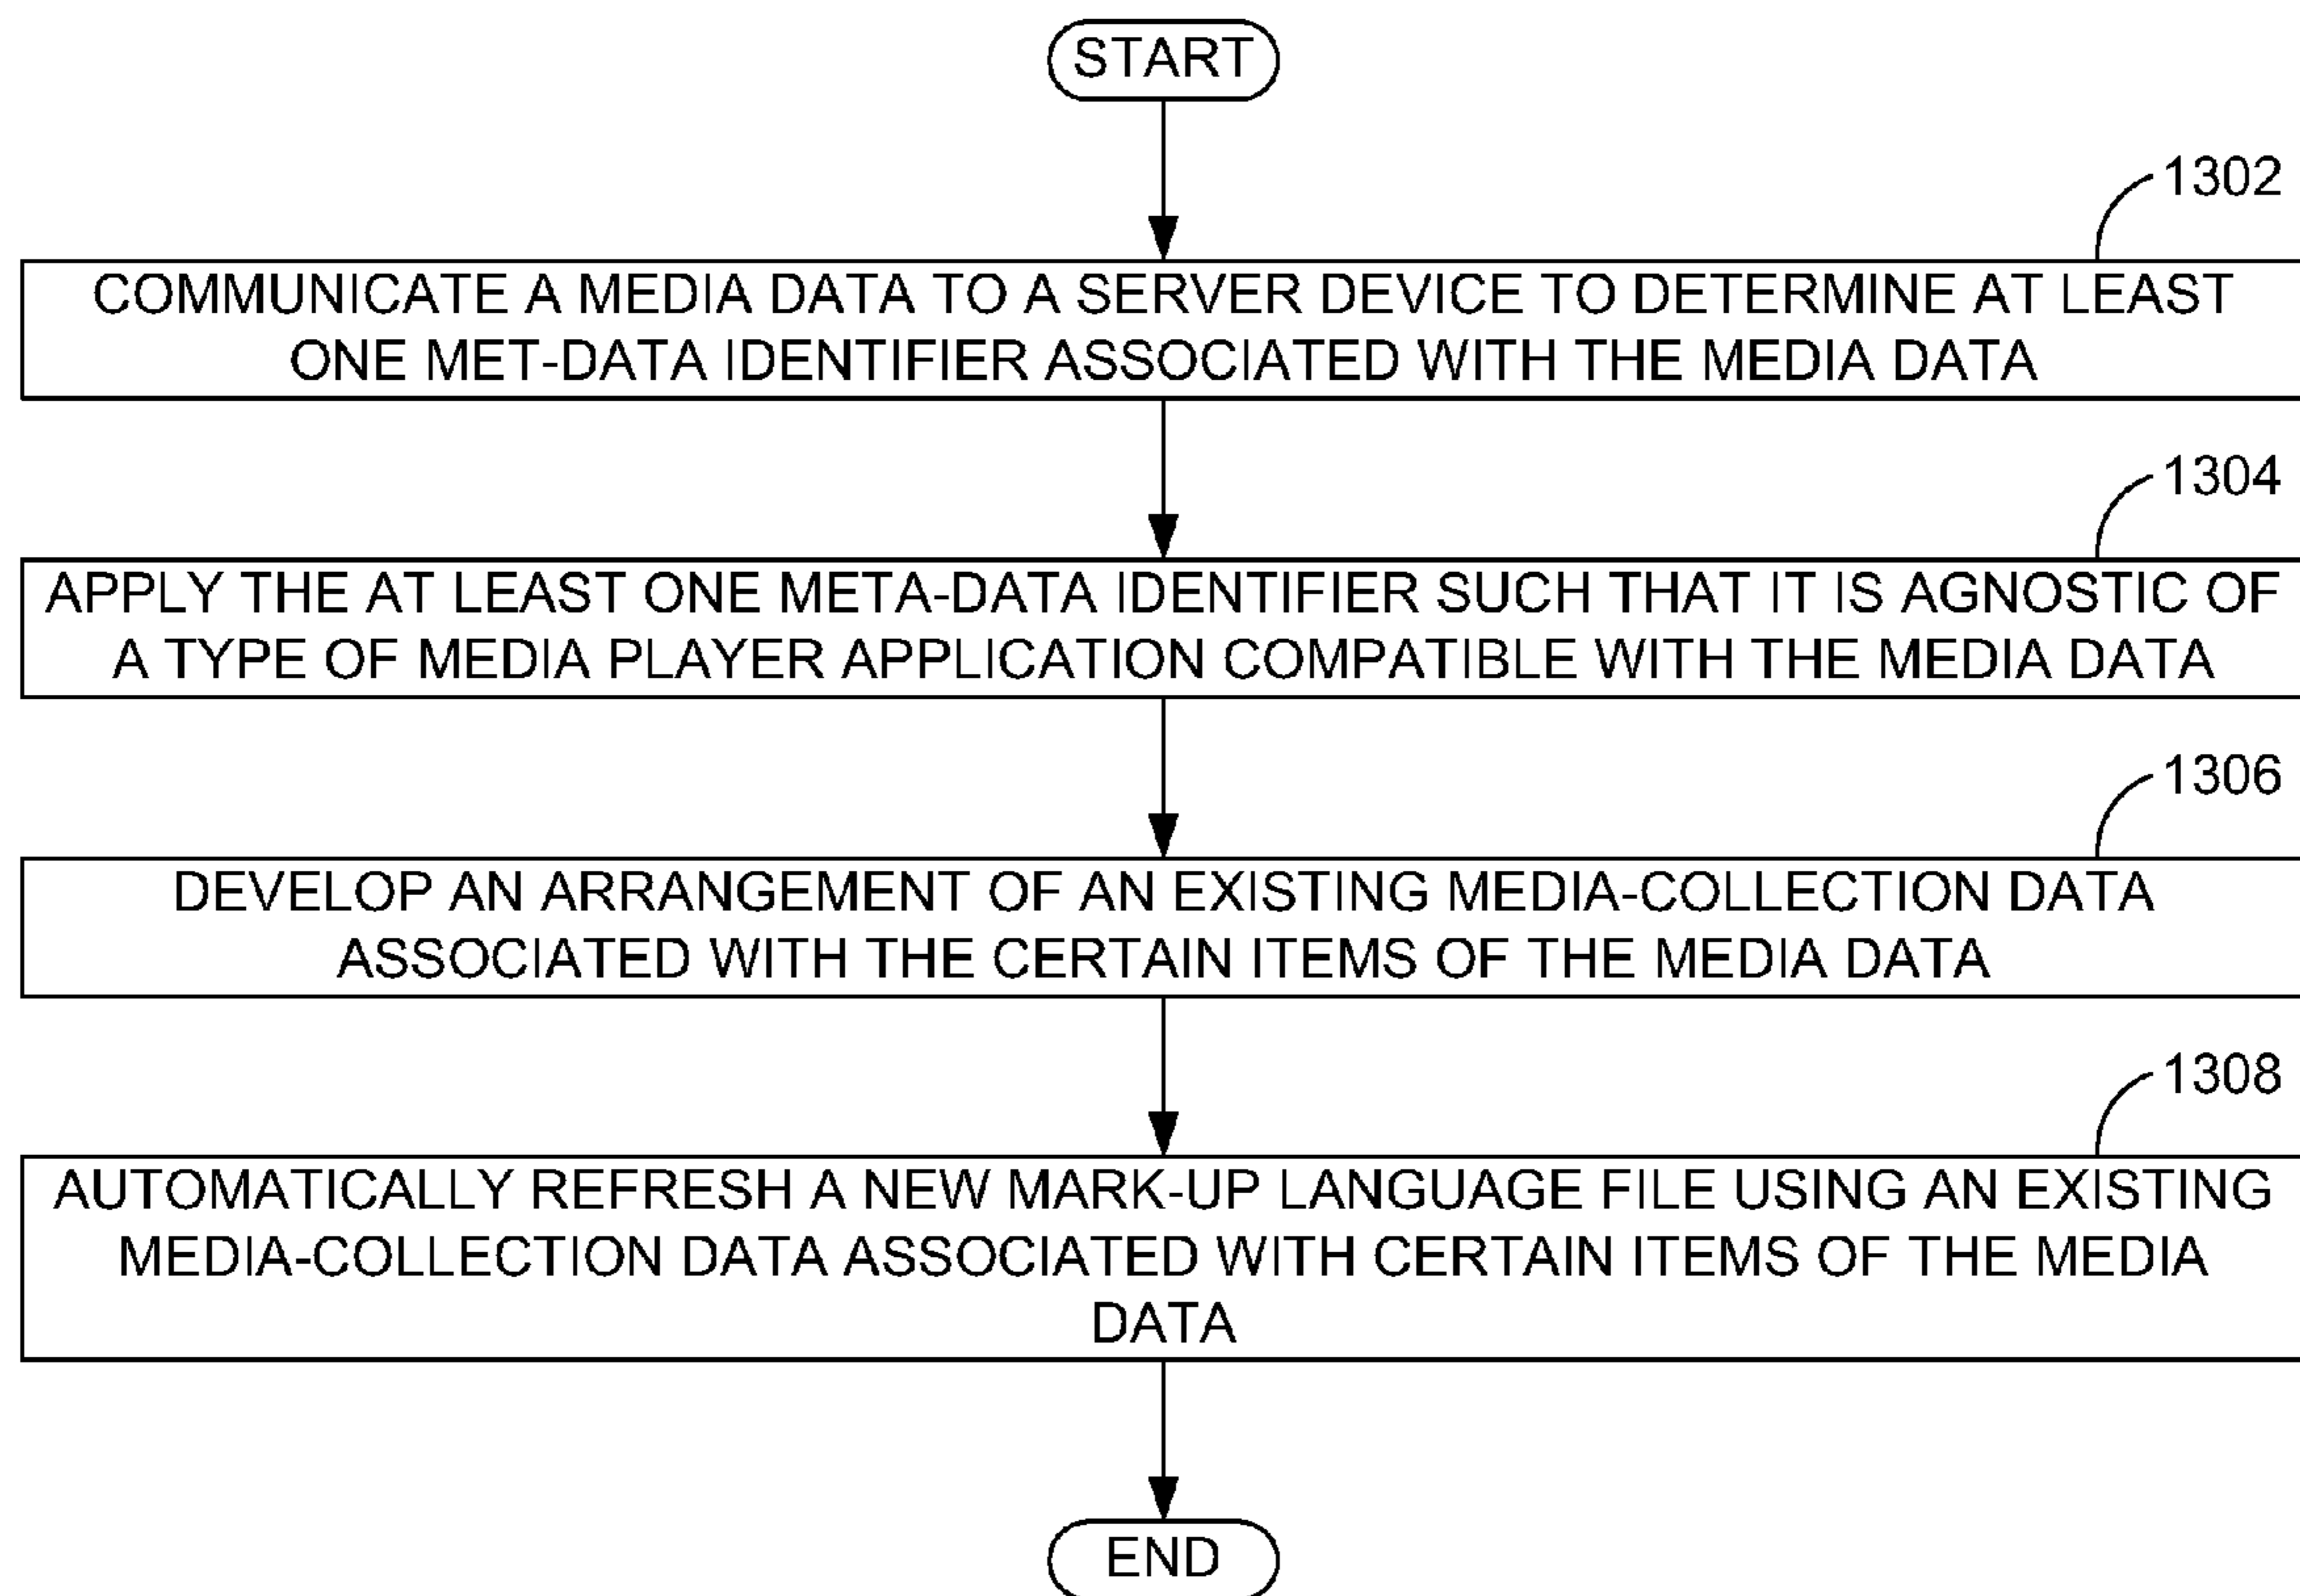 START
1302
COMMUNICATE A MEDIA DATA TO A SERVER DEVICE TO DETERMINE AT LEAST
ONE MET-DATA IDENTIFIER ASSOCIATED WITH THE MEDIA DATA
1304
APPLY THE AT LEAST ONE META-DATA IDENTIFIER SUCH THAT IT IS AGNOSTIC OF
A TYPE OF MEDIA PLAYER APPLICATION COMPATIBLE WITH THE MEDIA DATA
1306
DEVELOP AN ARRANGEMENT OF AN EXISTING MEDIA-COLLECTION DATA
ASSOCIATED WITH THE CERTAIN ITEMS OF THE MEDIA DATA
1308
AUTOMATICALLY REFRESH A NEW MARK-UP LANGUAGE FILE USING AN EXISTING
MEDIA-COLLECTION DATA ASSOCIATED WITH CERTAIN ITEMS OF THE MEDIA
DATA
END